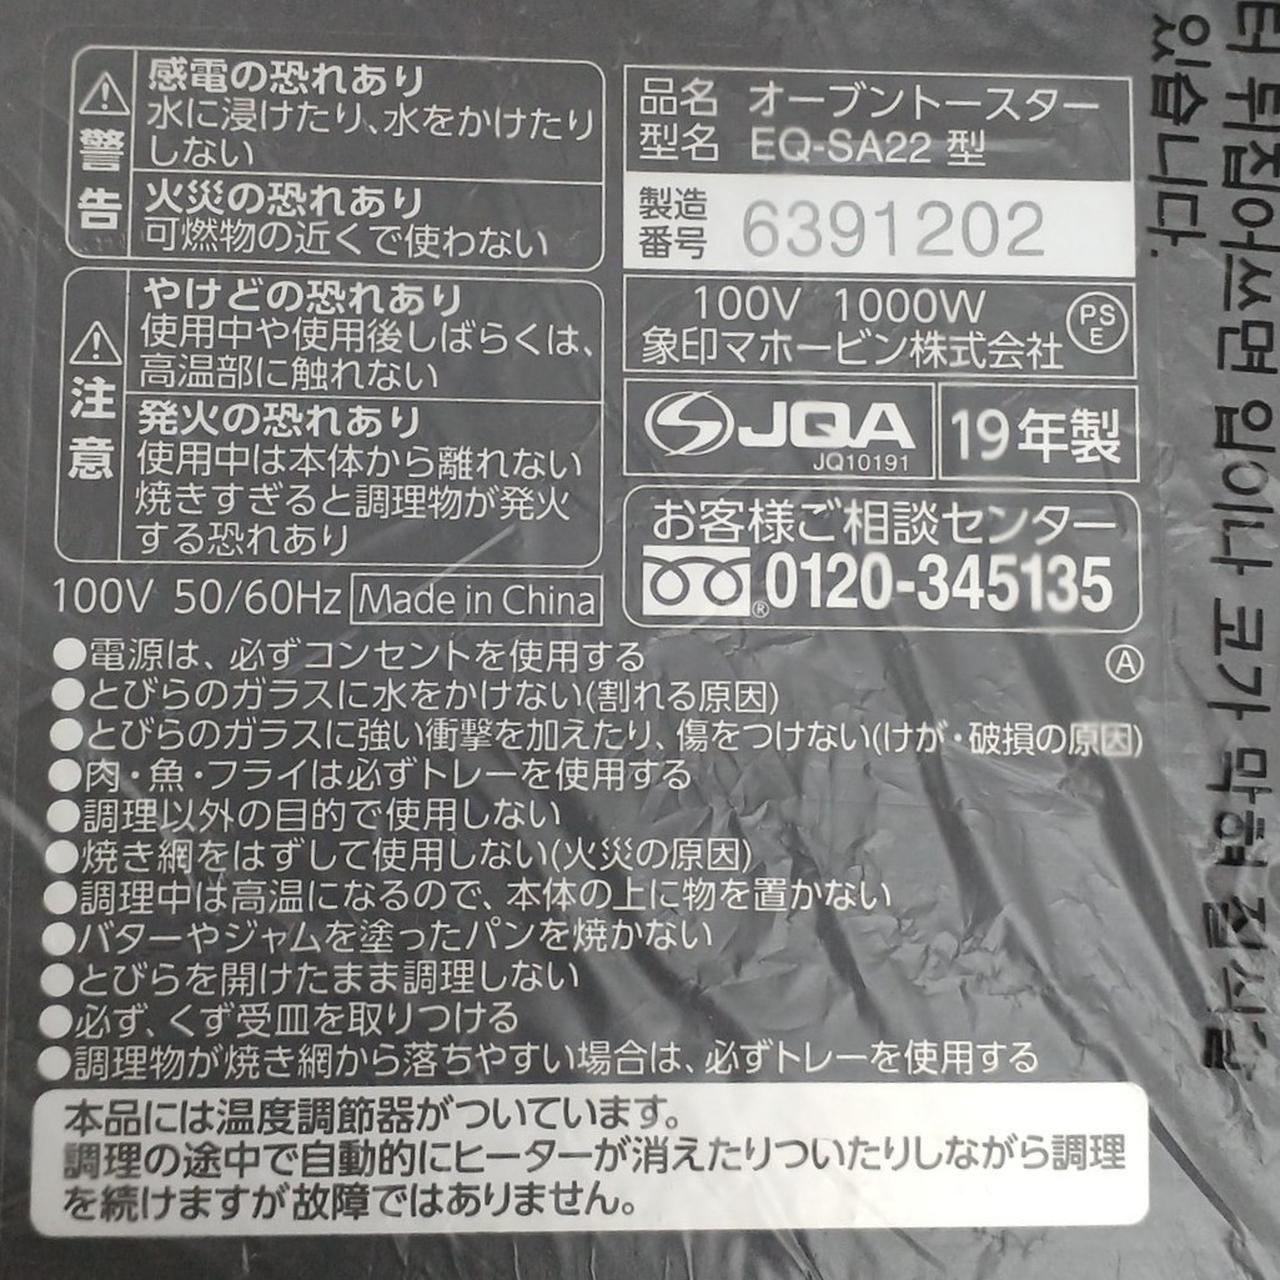 警告
感電の恐れあり
水に浸けたり、水をかけたり
しない
火災の恐れあり
可燃物の近くで使わない
注意
やけどの恐れあり
使用中や使用後しばらくは、
高温部に触れない
発火の恐れあり
使用中は本体から離れない
焼きすぎると調理物が発火
する恐れあり
100V 50/60Hz Made in China
品名 オーブントースター
型名 EQ-SA22 型
製造番号 6391202
100V 1000W
象印マホービン株式会社
PSE
JQA
JQ10191
19年製
お客様ご相談センター
®0120-345135
Ⓐ
●電源は、必ずコンセントを使用する
●とびらのガラスに水をかけない(割れる原因)
●とびらのガラスに強い衝撃を加えたり、傷をつけない(けが・破損の原因)
●肉・魚・フライは必ずトレーを使用する
●調理以外の目的で使用しない
●焼き網をはずして使用しない(火災の原因)
●調理中は高温になるので、本体の上に物を置かない
●バターやジャムを塗ったパンを焼かない
●とびらを開けたまま調理しない
●必ず、くず受皿を取りつける
●調理物が焼き網から落ちやすい場合は、必ずトレーを使用する
本品には温度調節器がついています。
調理の途中で自動的にヒーターが消えたりついたりしながら調理
を続けますが故障ではありません。
뒤집어쓰면 입이나 코가 막혀 질식할
있습니다.